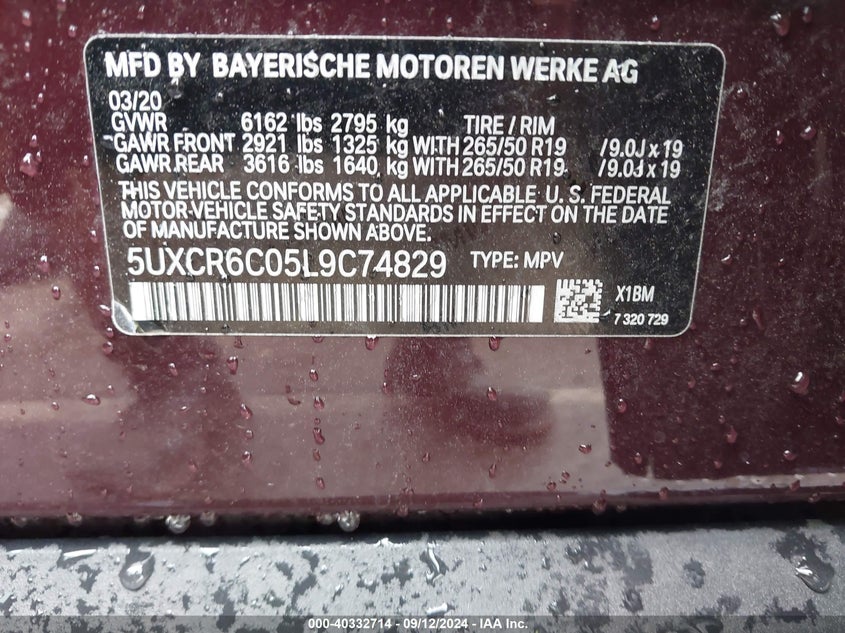 MFD BY BAYERISCHE MOTOREN WERKE AG
03/20
GVWR 6162 lbs 2795 kg TIRE / RIM
GAWR FRONT 2921 lbs 1325 kg WITH 265/50 R19 /9.0J x 19
GAWR REAR 3616 lbs 1640 kg WITH 265/50 R19 /9.0J x 19
THIS VEHICLE CONFORMS TO ALL APPLICABLE U. S. FEDERAL
MOTOR-VEHICLE SAFETY STANDARDS IN EFFECT ON THE DATE
OF MANUFACTURE SHOWN ABOVE.
5UXCR6C05L9C74829 TYPE: MPV
X1BM
7 320 729
000-40332714 - 09/12/2024 - IAA Inc.